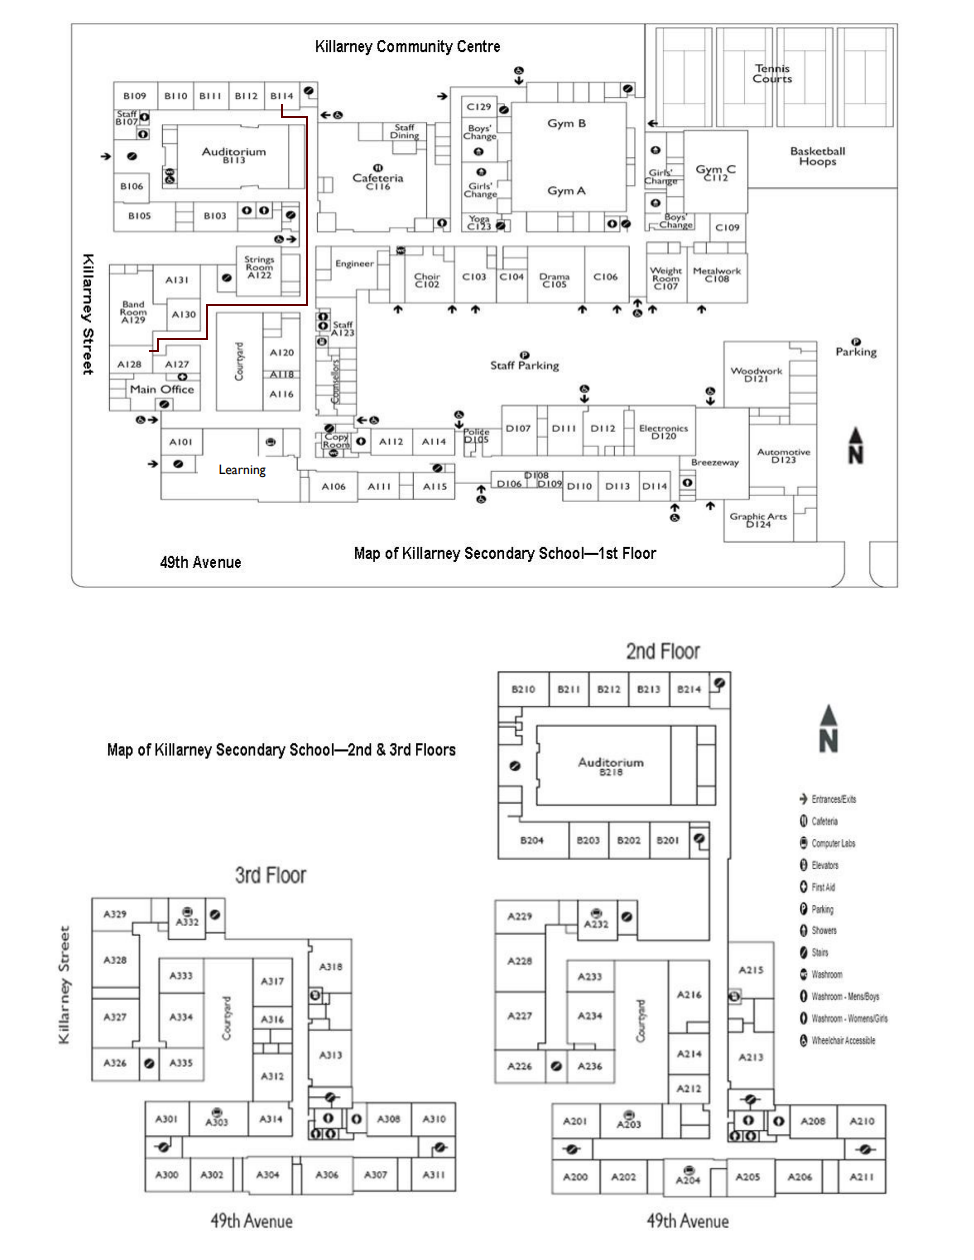 Killarney Community Centre
Tennis
Courts
B109
B110
B111
B112
B114
Staff
B107
Auditorium
B113
B106
B105
B103
Staff
Dining
Cafeteria
C116
C129
Boys'
Change
Girls'
Change
Yoga
C123
Gym B
Gym A
Girls'
Change
Gym C
C112
Boys'
Change
C109
Basketball
Hoops
Killarney Street
Strings
Room
A122
A131
Band
Room
A129
A130
A128
A127
Main Office
Courtyard
A120
A118
A116
Engineer
Staff
A123
Counsellors
Choir
C102
C103
C104
Drama
C105
C106
Weight
Room
C107
Metalwork
C108
Staff Parking
Parking
Woodwork
D121
A101
Learning
Copy
Room
A112
A114
Police
D105
D107
D111
D112
Electronics
D120
Breezeway
Automotive
D123
A106
A111
A115
D106
D108
D109
D110
D113
D114
Graphic Arts
D124
N
49th Avenue
Map of Killarney Secondary School—1st Floor
2nd Floor
B210
B211
B212
B213
B214
Auditorium
B218
B204
B203
B202
B201
N
Map of Killarney Secondary School—2nd & 3rd Floors
Entrances/Exits
Cafeteria
Computer Labs
Elevators
First Aid
Parking
Showers
Stairs
Washroom
Washroom - Mens/Boys
Washroom - Womens/Girls
Wheelchair Accessible
3rd Floor
Killarney Street
A329
A332
A328
A333
A317
A318
A327
A334
Courtyard
A316
A313
A326
A335
A312
A301
A303
A314
A308
A310
A300
A302
A304
A306
A307
A311
49th Avenue
A229
A232
A228
A233
A216
A215
A227
A234
Courtyard
A214
A213
A226
A236
A212
A201
A203
A208
A210
A200
A202
A204
A205
A206
A211
49th Avenue